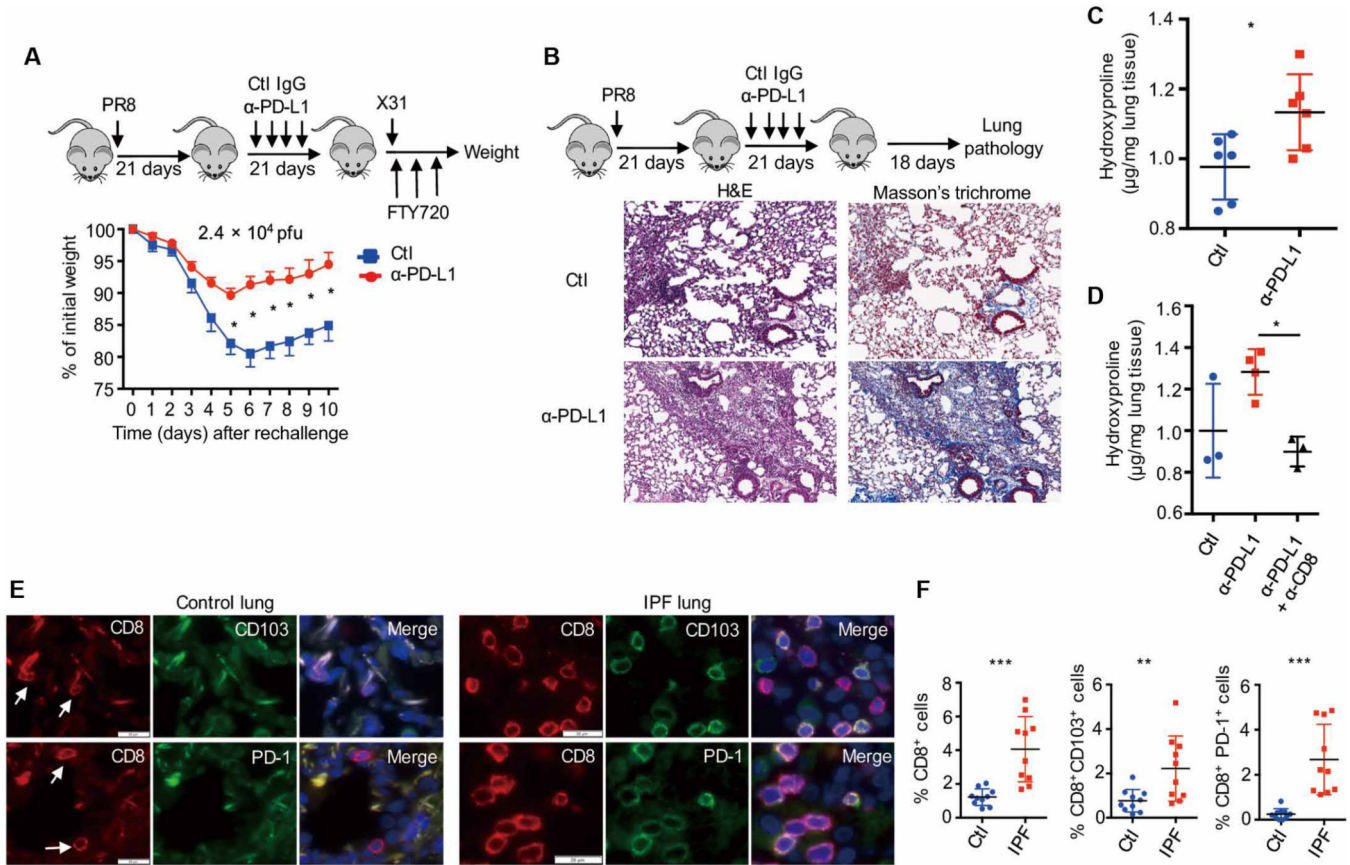 A
PR8
Ctl IgG
α-PD-L1
X31
21 days
21 days
Weight
FTY720
% of initial weight
100
95
90
85
80
75
2.4 × 10⁴ pfu
Ctl
α-PD-L1
* * * * * *
0 1 2 3 4 5 6 7 8 9 10
Time (days) after rechallenge
B
PR8
Ctl IgG
α-PD-L1
21 days
21 days
18 days
Lung
pathology
H&E
Masson's trichrome
Ctl
α-PD-L1
C
Hydroxyproline
(μg/mg lung tissue)
1.4
1.2
1.0
0.8
*
Ctl
α-PD-L1
D
Hydroxyproline
(μg/mg lung tissue)
1.6
1.4
1.2
1.0
0.8
0.6
*
Ctl
α-PD-L1
α-PD-L1
+ α-CD8
E
Control lung
CD8
CD103
Merge
CD8
PD-1
Merge
IPF lung
CD8
CD103
Merge
CD8
PD-1
Merge
F
% CD8⁺ cells
8
6
4
2
0
***
Ctl
IPF
% CD8⁺CD103⁺ cells
6
4
2
0
**
Ctl
IPF
% CD8⁺ PD-1⁺ cells
6
4
2
0
***
Ctl
IPF